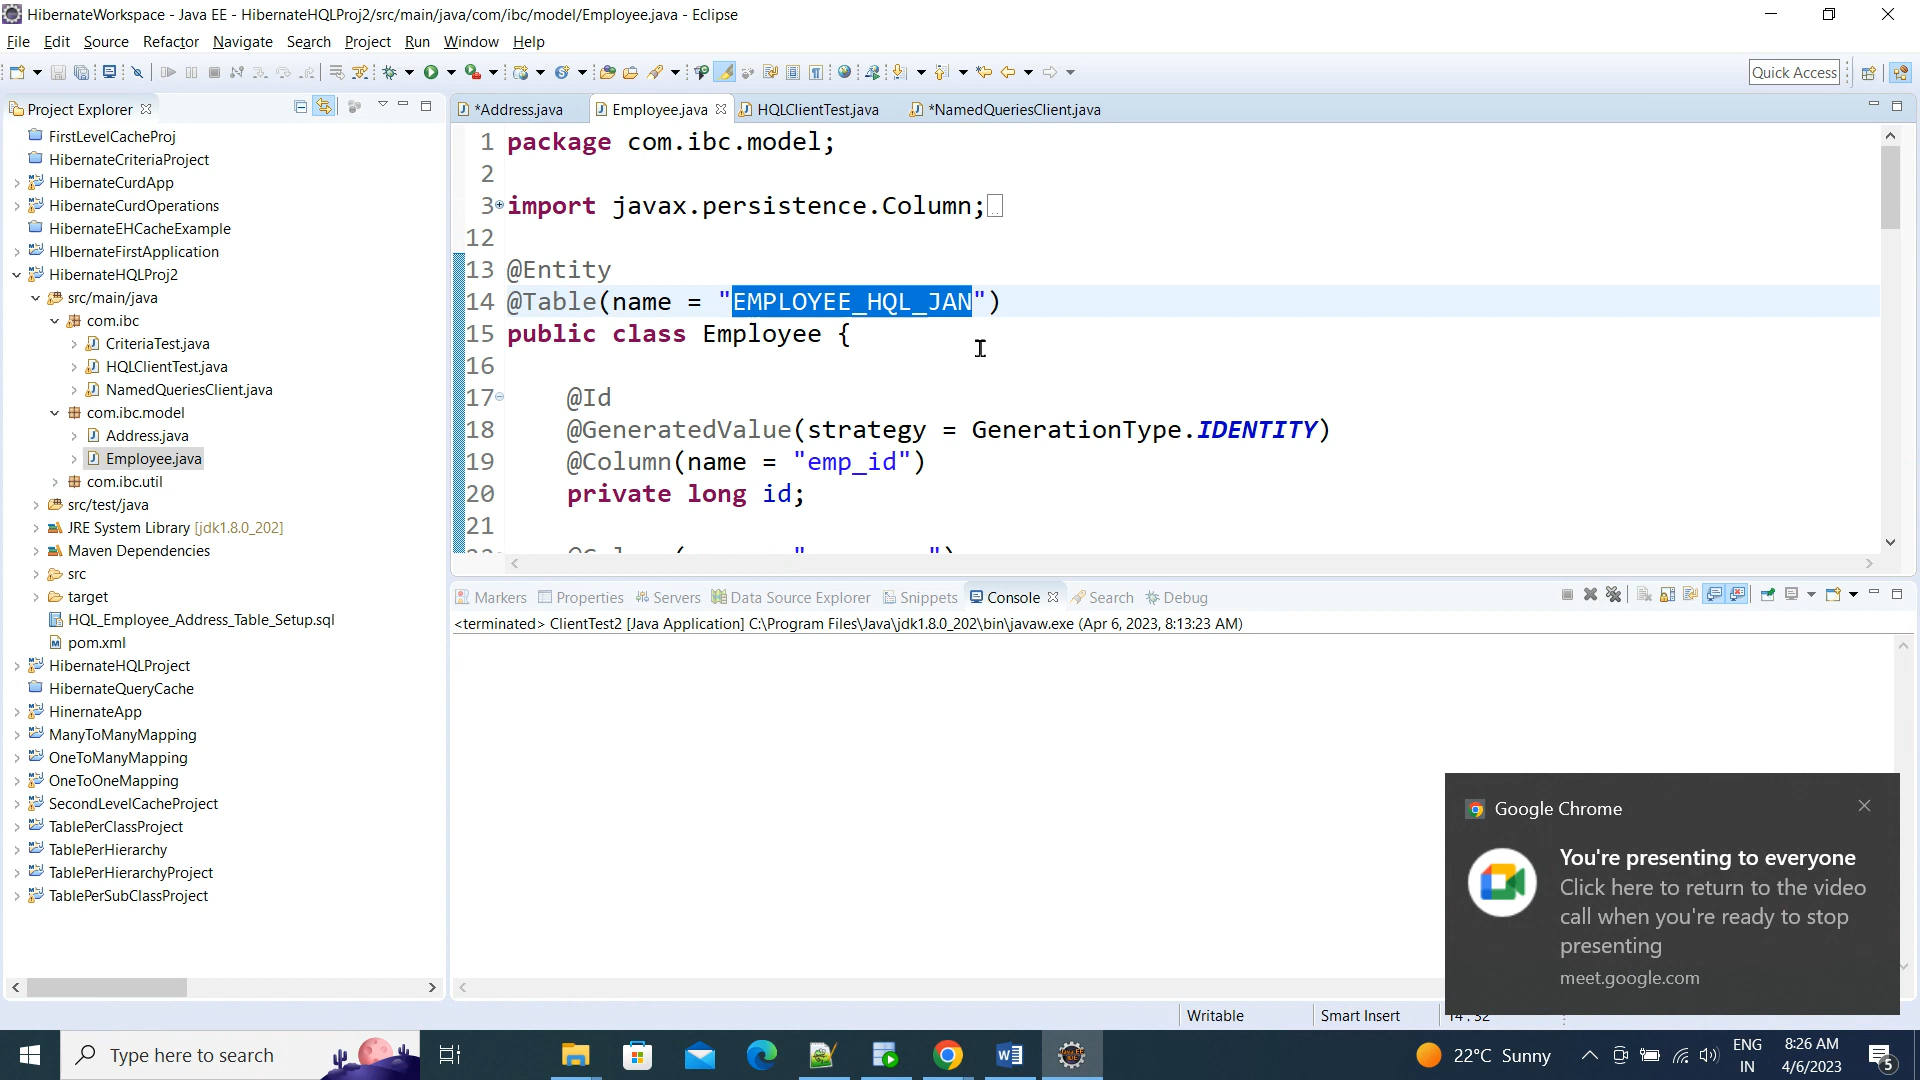 HibernateWorkspace - Java EE - HibernateHQLProj2/src/main/java/com/ibc/model/Employee.java - Eclipse
File Edit Source Refactor Navigate Search Project Run Window Help
Quick Access
Project Explorer
FirstLevelCacheProj
HibernateCriteriaProject
HibernateCurdApp
HibernateCurdOperations
HibernateEHCacheExample
HIbernateFirstApplication
HibernateHQLProj2
src/main/java
com.ibc
CriteriaTest.java
HQLClientTest.java
NamedQueriesClient.java
com.ibc.model
Address.java
Employee.java
com.ibc.util
src/test/java
JRE System Library [jdk1.8.0_202]
Maven Dependencies
src
target
HQL_Employee_Address_Table_Setup.sql
pom.xml
HibernateHQLProject
HibernateQueryCache
HinernateApp
ManyToManyMapping
OneToManyMapping
OneToOneMapping
SecondLevelCacheProject
TablePerClassProject
TablePerHierarchy
TablePerHierarchyProject
TablePerSubClassProject
*Address.java Employee.java HQLClientTest.java *NamedQueriesClient.java
1 package com.ibc.model;
2
3 import javax.persistence.Column;
12
13 @Entity
14 @Table(name = "EMPLOYEE_HQL_JAN")
15 public class Employee {
16
17 @Id
18 @GeneratedValue(strategy = GenerationType.IDENTITY)
19 @Column(name = "emp_id")
20 private long id;
21
Markers Properties Servers Data Source Explorer Snippets Console Search Debug
<terminated> ClientTest2 [Java Application] C:\Program Files\Java\jdk1.8.0_202\bin\javaw.exe (Apr 6, 2023, 8:13:23 AM)
Google Chrome
You're presenting to everyone
Click here to return to the video
call when you're ready to stop
presenting
meet.google.com
Writable Smart Insert 14 : 32
Type here to search
22°C Sunny
ENG
IN
8:26 AM
4/6/2023
5